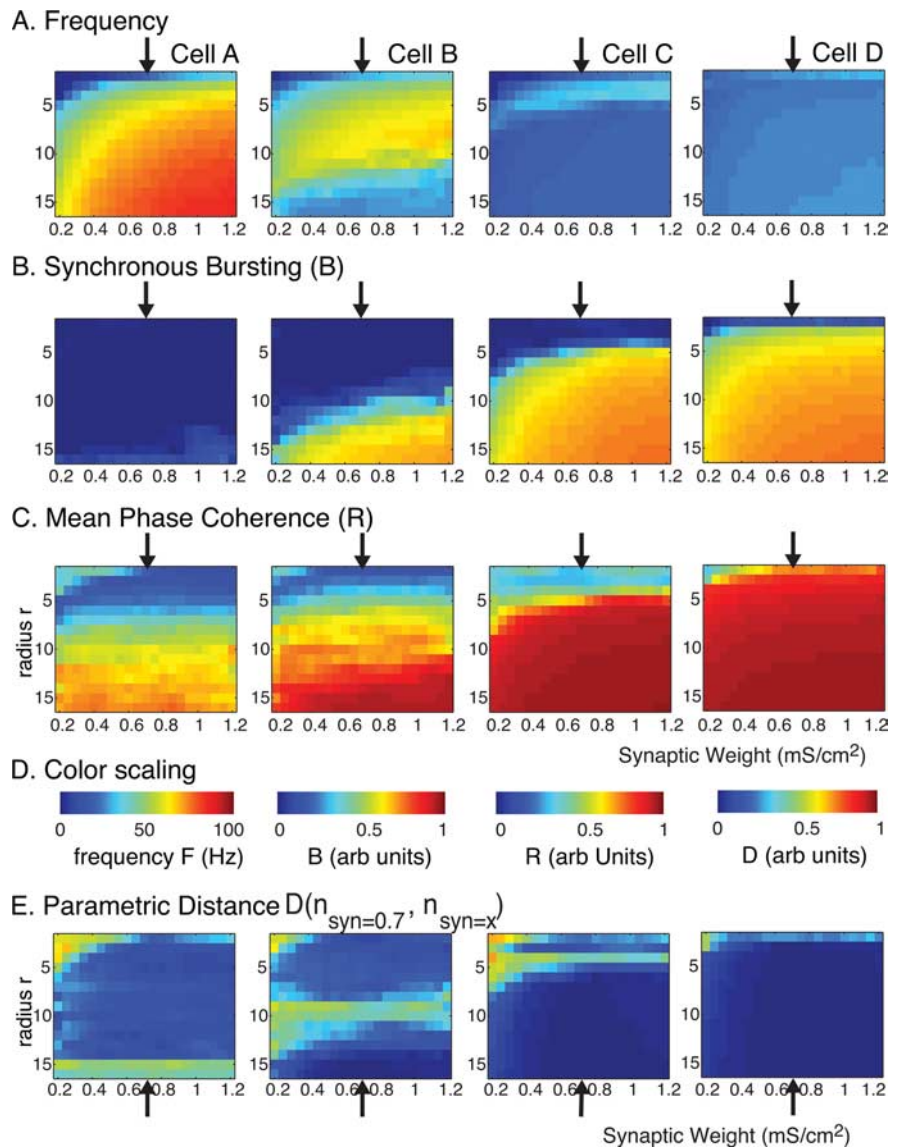 A. Frequency
Cell A Cell B Cell C Cell D
5 5 5 5
10 10 10 10
15 15 15 15
0.2 0.4 0.6 0.8 1 1.2 0.2 0.4 0.6 0.8 1 1.2 0.2 0.4 0.6 0.8 1 1.2 0.2 0.4 0.6 0.8 1 1.2
B. Synchronous Bursting (B)
5 5 5 5
10 10 10 10
15 15 15 15
0.2 0.4 0.6 0.8 1 1.2 0.2 0.4 0.6 0.8 1 1.2 0.2 0.4 0.6 0.8 1 1.2 0.2 0.4 0.6 0.8 1 1.2
C. Mean Phase Coherence (R)
radius r
5 5 5 5
10 10 10 10
15 15 15 15
0.2 0.4 0.6 0.8 1 1.2 0.2 0.4 0.6 0.8 1 1.2 0.2 0.4 0.6 0.8 1 1.2 0.2 0.4 0.6 0.8 1 1.2
Synaptic Weight (mS/cm²)
D. Color scaling
0 50 100 0 0.5 1 0 0.5 1 0 0.5 1
frequency F (Hz) B (arb units) R (arb Units) D (arb units)
E. Parametric Distance D(n syn=0.7, n syn=x)
radius r
5 5 5 5
10 10 10 10
15 15 15 15
0.2 0.4 0.6 0.8 1 1.2 0.2 0.4 0.6 0.8 1 1.2 0.2 0.4 0.6 0.8 1 1.2 0.2 0.4 0.6 0.8 1 1.2
Synaptic Weight (mS/cm²)